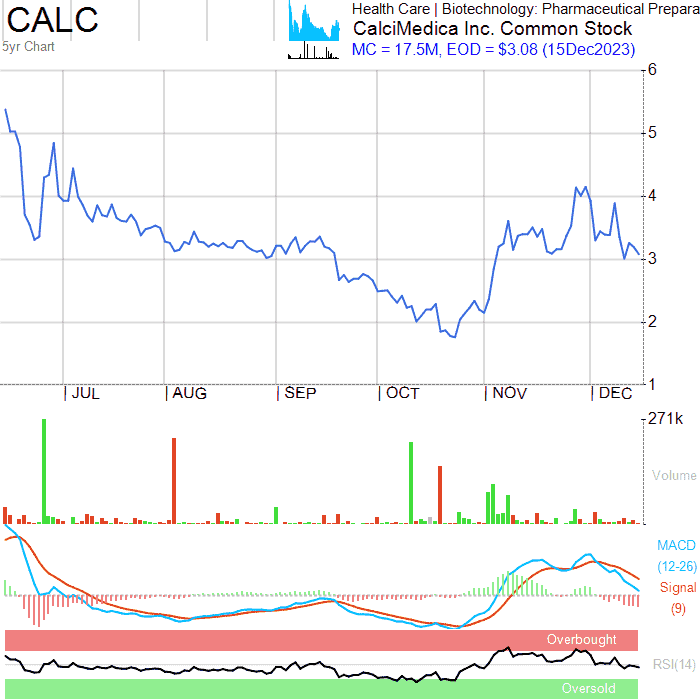 CALC
5yr Chart
Health Care | Biotechnology: Pharmaceutical Prepara
CalciMedica Inc. Common Stock
MC = 17.5M, EOD = $3.08 (15Dec2023)
6
5
4
3
2
1
JUL AUG SEP OCT NOV DEC
271k
Volume
MACD
(12-26)
Signal
(9)
Overbought
RSI(14)
Oversold